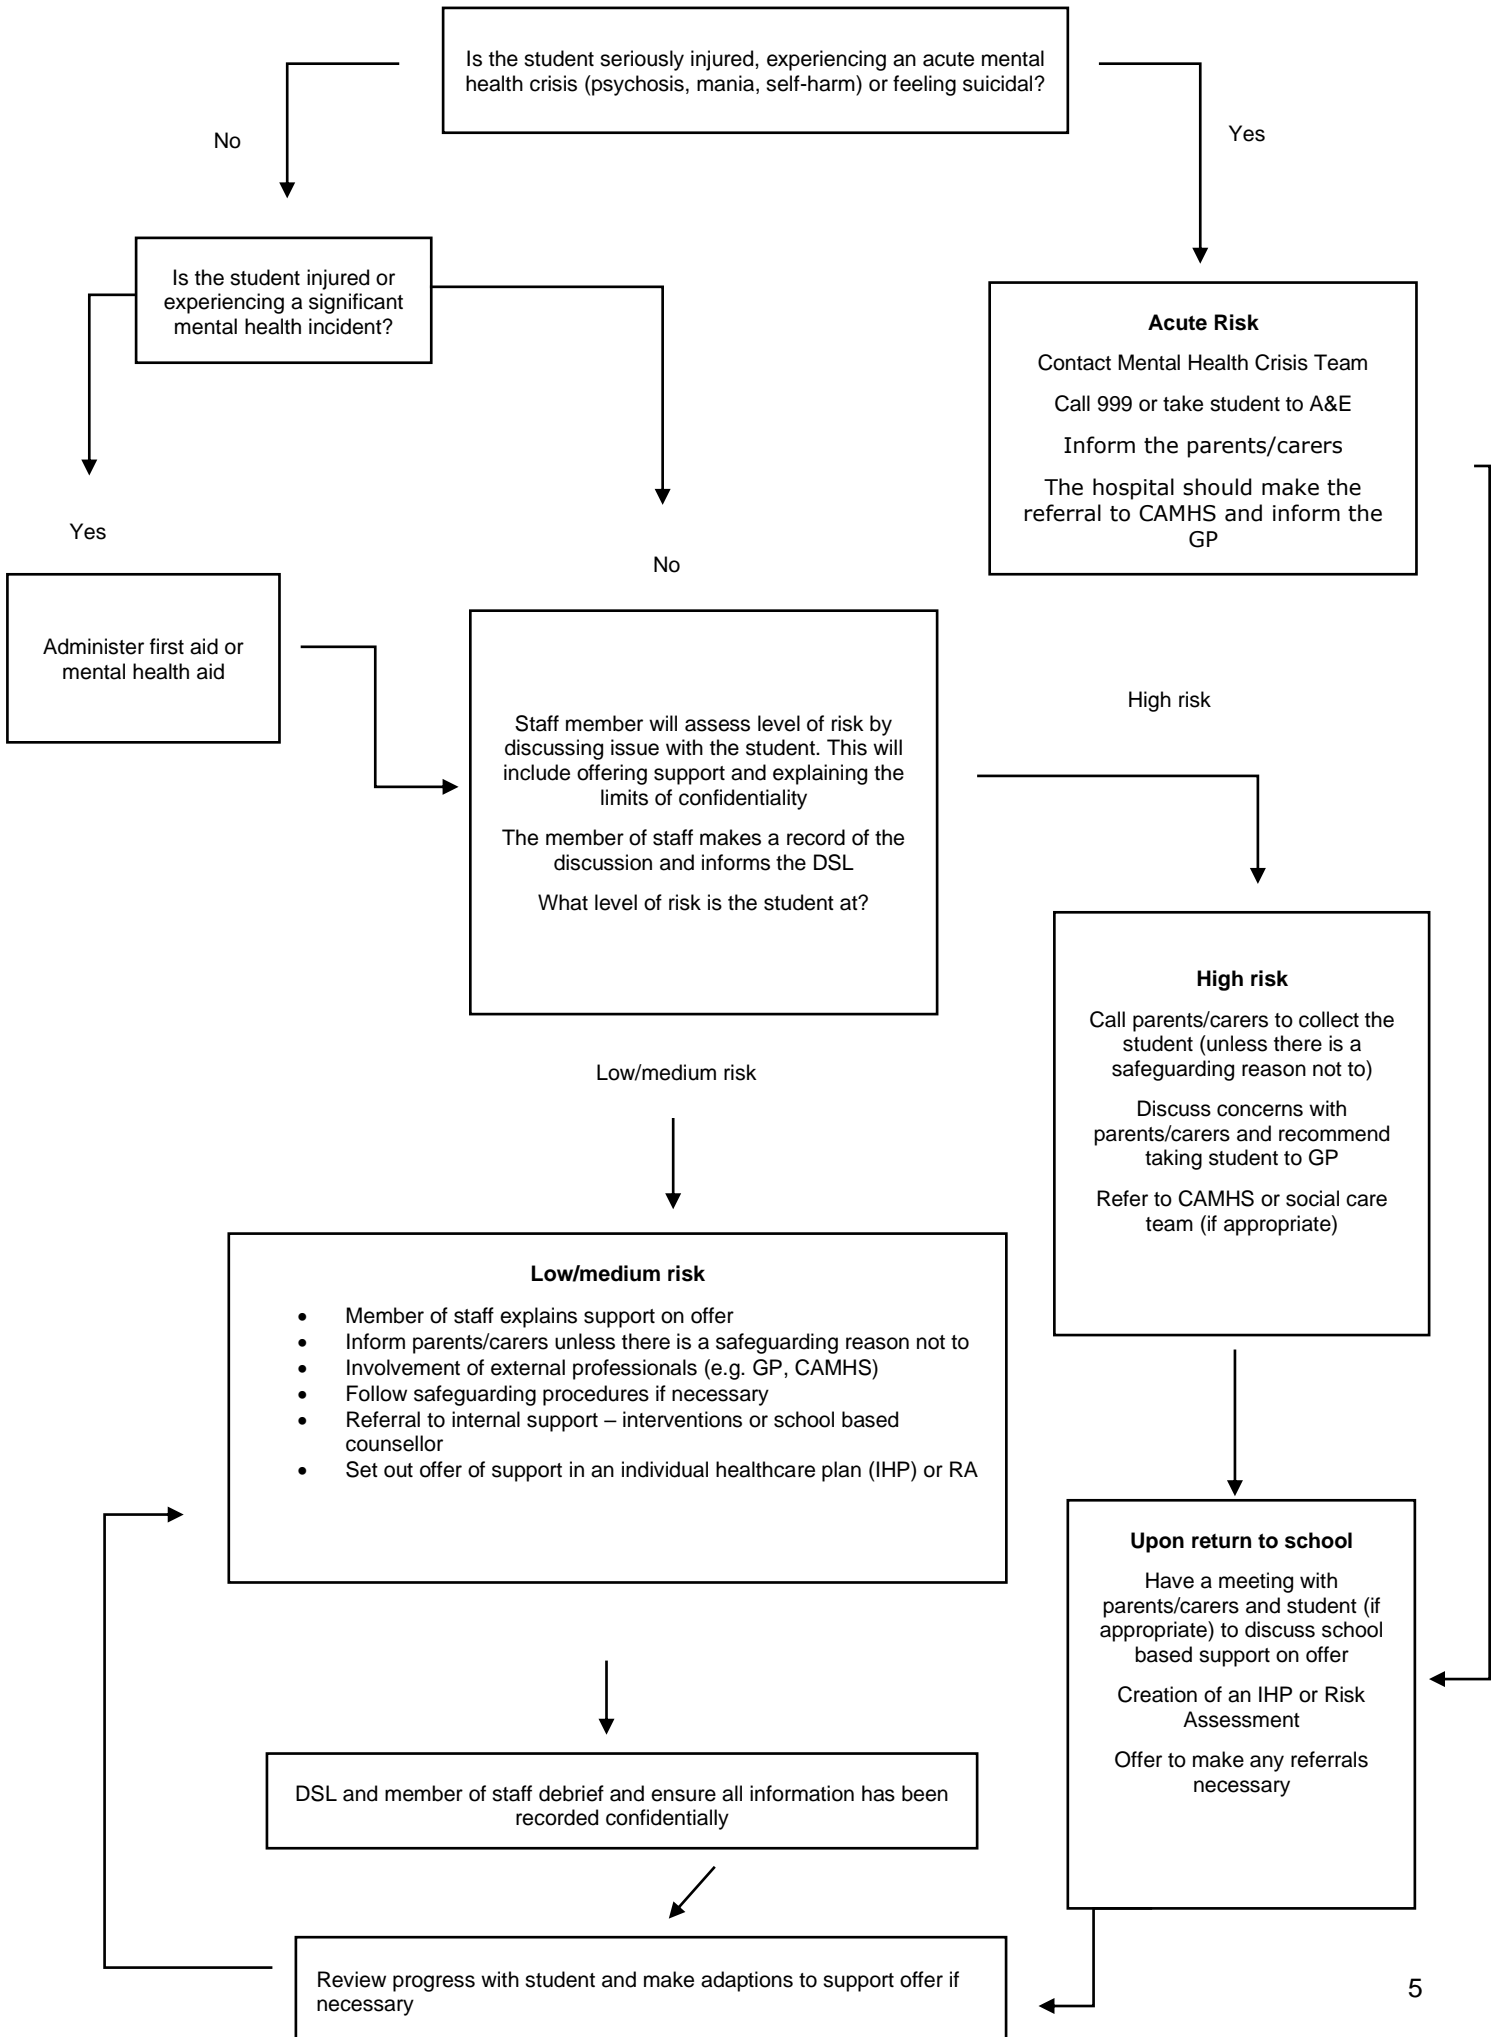 Is the student seriously injured, experiencing an acute mental
health crisis (psychosis, mania, self-harm) or feeling suicidal?
No
Yes
Is the student injured or
experiencing a significant
mental health incident?
Acute Risk
Contact Mental Health Crisis Team
Call 999 or take student to A&E
Inform the parents/carers
The hospital should make the
referral to CAMHS and inform the
GP
Yes
No
Administer first aid or
mental health aid
Staff member will assess level of risk by
discussing issue with the student. This will
include offering support and explaining the
limits of confidentiality
The member of staff makes a record of the
discussion and informs the DSL
What level of risk is the student at?
High risk
High risk
Call parents/carers to collect the
student (unless there is a
safeguarding reason not to)
Discuss concerns with
parents/carers and recommend
taking student to GP
Refer to CAMHS or social care
team (if appropriate)
Low/medium risk
Low/medium risk
• Member of staff explains support on offer
• Inform parents/carers unless there is a safeguarding reason not to
• Involvement of external professionals (e.g. GP, CAMHS)
• Follow safeguarding procedures if necessary
• Referral to internal support – interventions or school based
counsellor
• Set out offer of support in an individual healthcare plan (IHP) or RA
Upon return to school
Have a meeting with
parents/carers and student (if
appropriate) to discuss school
based support on offer
Creation of an IHP or Risk
Assessment
Offer to make any referrals
necessary
DSL and member of staff debrief and ensure all information has been
recorded confidentially
Review progress with student and make adaptions to support offer if
necessary
5